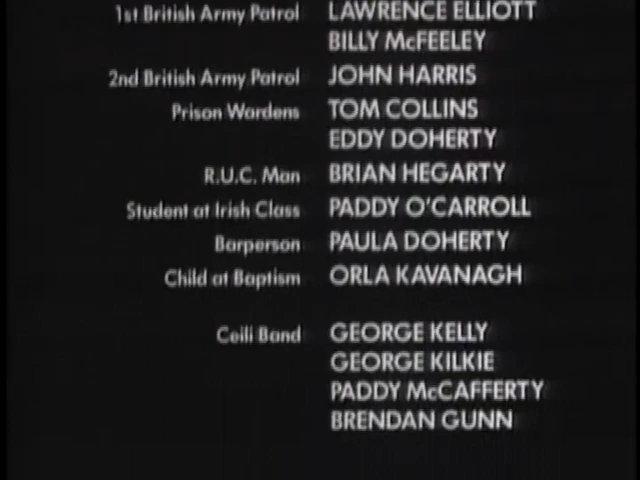 1st British Army Patrol LAWRENCE ELLIOTT
BILLY McFEELEY
2nd British Army Patrol JOHN HARRIS
Prison Wardens TOM COLLINS
EDDY DOHERTY
R.U.C. Man BRIAN HEGARTY
Student at Irish Class PADDY O'CARROLL
Barperson PAULA DOHERTY
Child at Baptism ORLA KAVANAGH
Ceili Band GEORGE KELLY
GEORGE KILKIE
PADDY McCAFFERTY
BRENDAN GUNN